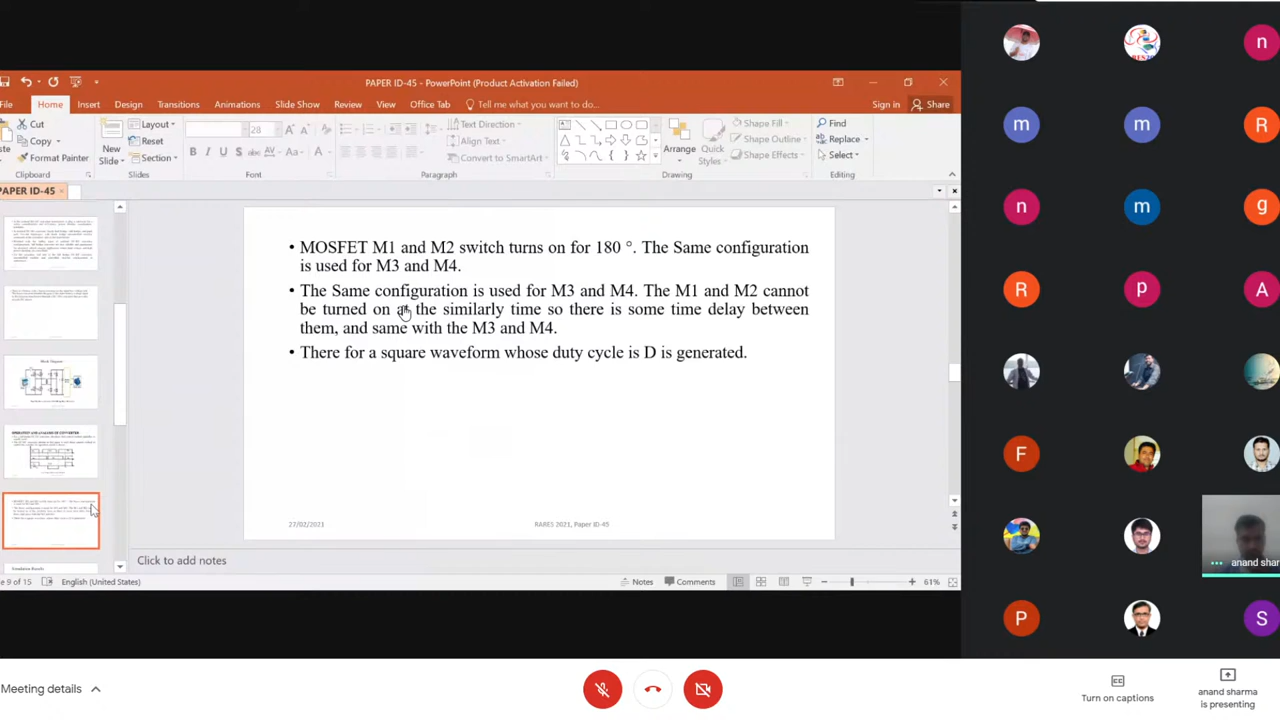 PAPER ID-45 - PowerPoint (Product Activation Failed)
File Home Insert Design Transitions Animations Slide Show Review View Office Tab Tell me what you want to do... Sign in Share
Cut
Copy
Format Painter
Clipboard
New
Slide
Layout
Reset
Section
Slides
28
Font
Text Direction
Align Text
Convert to SmartArt
Paragraph
Arrange
Quick
Styles
Shape Fill
Shape Outline
Shape Effects
Drawing
Find
Replace
Select
Editing
PAPER ID-45
• MOSFET M1 and M2 switch turns on for 180 °. The Same configuration
is used for M3 and M4.
• The Same configuration is used for M3 and M4. The M1 and M2 cannot
be turned on at the similarly time so there is some time delay between
them, and same with the M3 and M4.
• There for a square waveform whose duty cycle is D is generated.
27/02/2021
RARES 2021, Paper ID-45
OPERATION AND ANALYSIS OF CONVERTER
Simulation Results
Click to add notes
e 9 of 15 English (United States) Notes Comments 61%
n
m m R
n m g
R p A
F
anand shar
P S
Meeting details
Turn on captions
anand sharma
is presenting